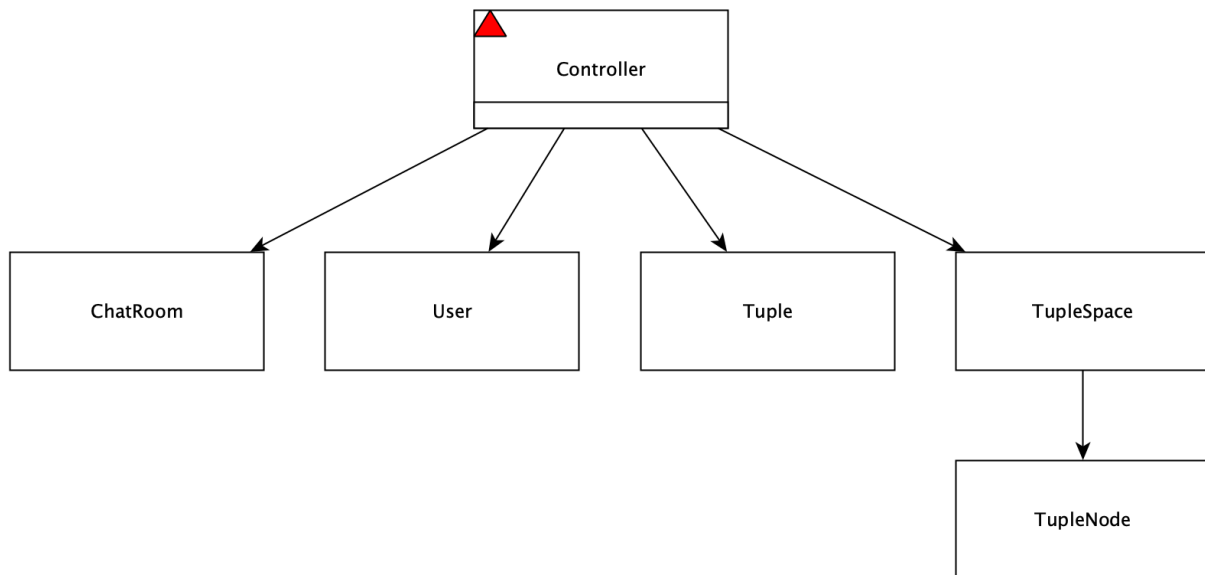 Controller
ChatRoom
User
Tuple
TupleSpace
TupleNode